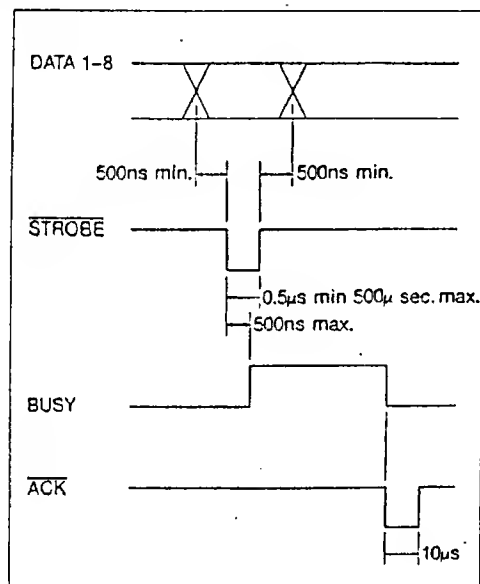 DATA 1-8
500ns min. 500ns min.
STROBE
0.5µs min 500µ sec. max.
500ns max.
BUSY
ACK
10µs